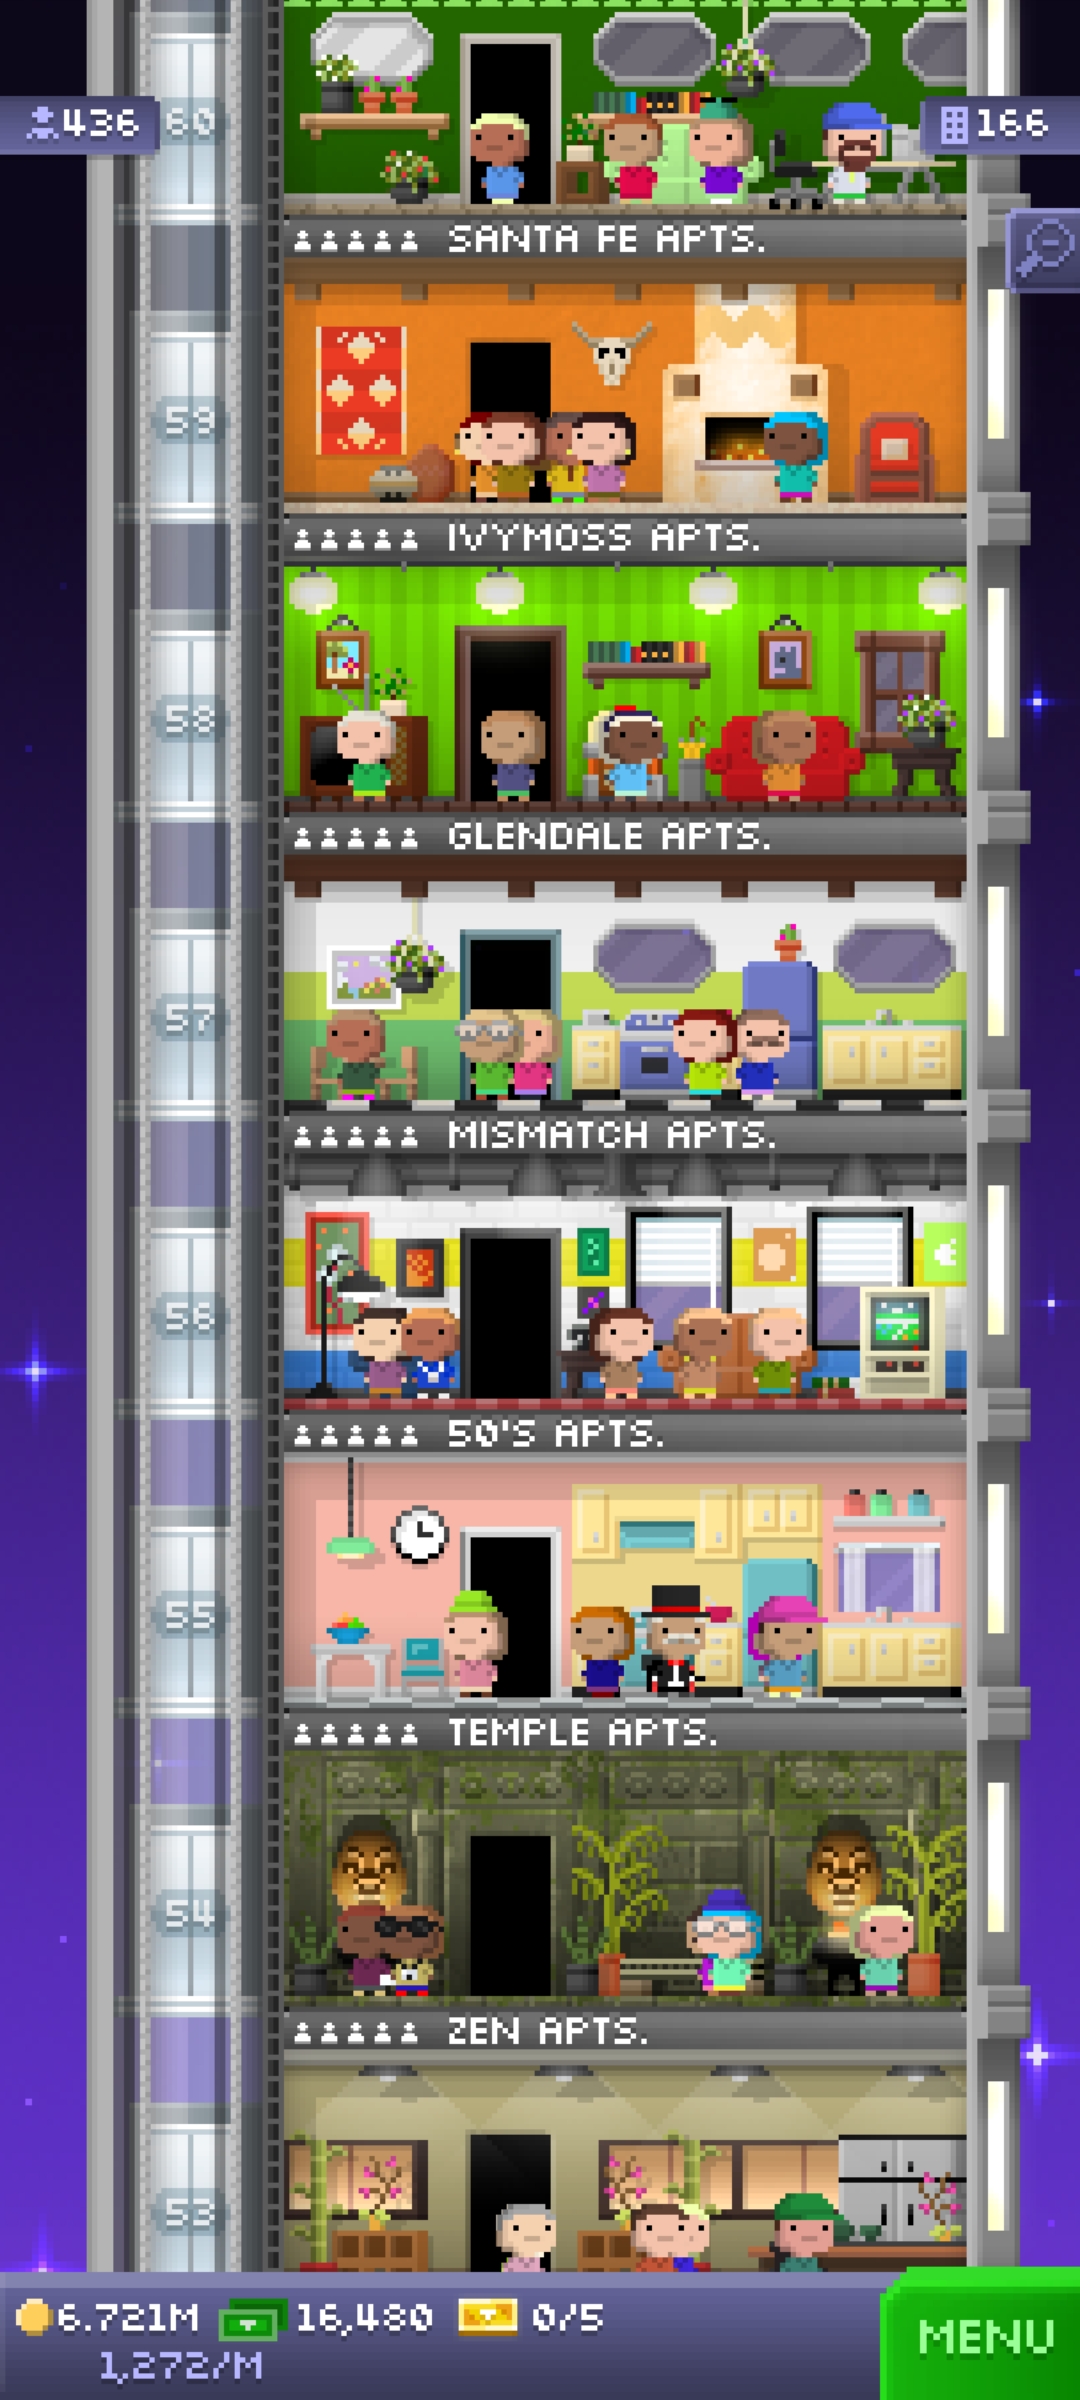 436
60
166
SANTA FE APTS.
59
IVYMOSS APTS.
58
GLENDALE APTS.
57
MISMATCH APTS.
56
50'S APTS.
55
TEMPLE APTS.
54
ZEN APTS.
53
6.721M 16,480 0/5
MENU
1,272/M